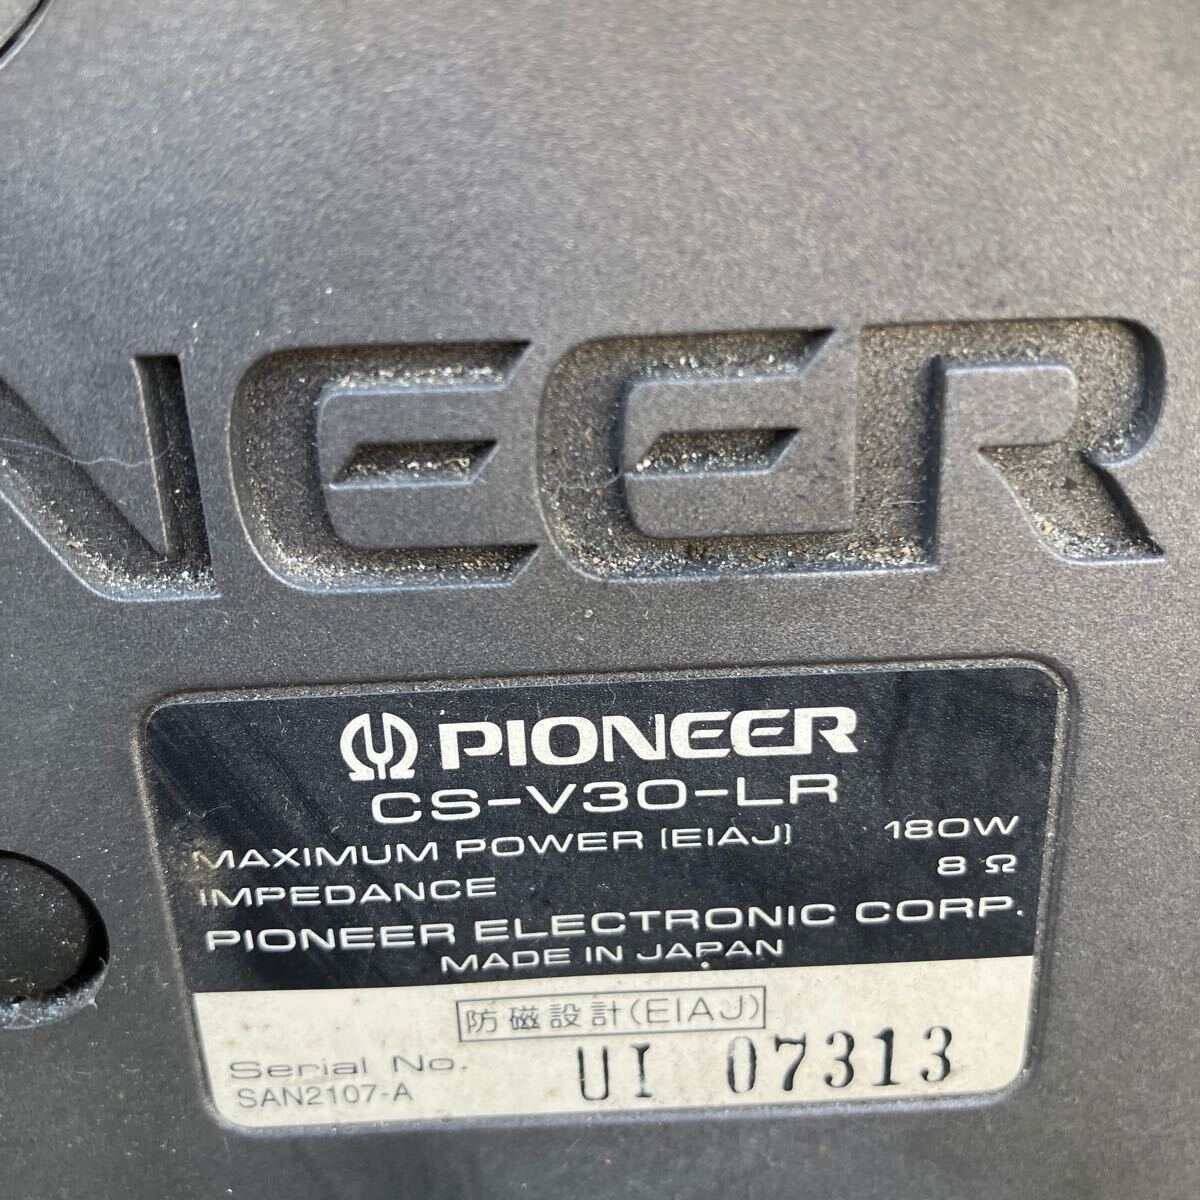 NEER
PIONEER
CS-V30-LR
MAXIMUM POWER (EIAJ) 180W
IMPEDANCE 8 Ω
PIONEER ELECTRONIC CORP.
MADE IN JAPAN
防磁設計(EIAJ)
Serial No. UI 07313
SAN2107-A